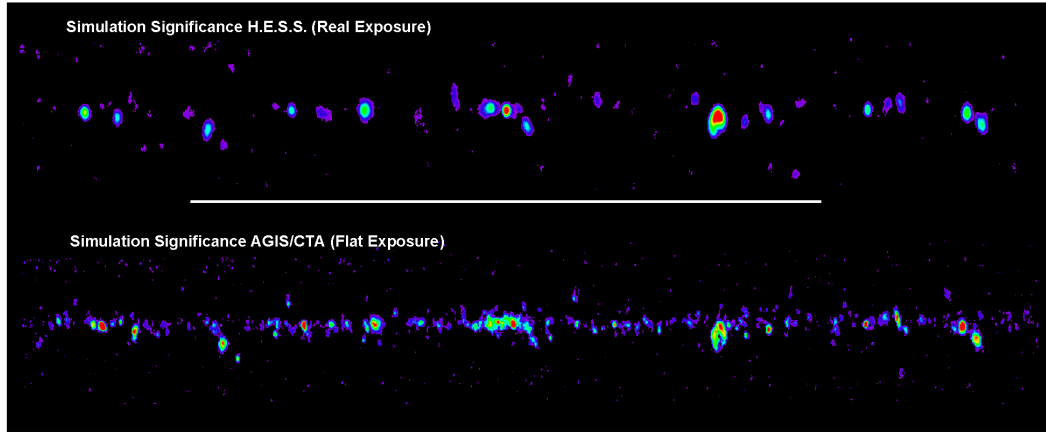 Simulation Significance H.E.S.S. (Real Exposure)
Simulation Significance AGIS/CTA (Flat Exposure)